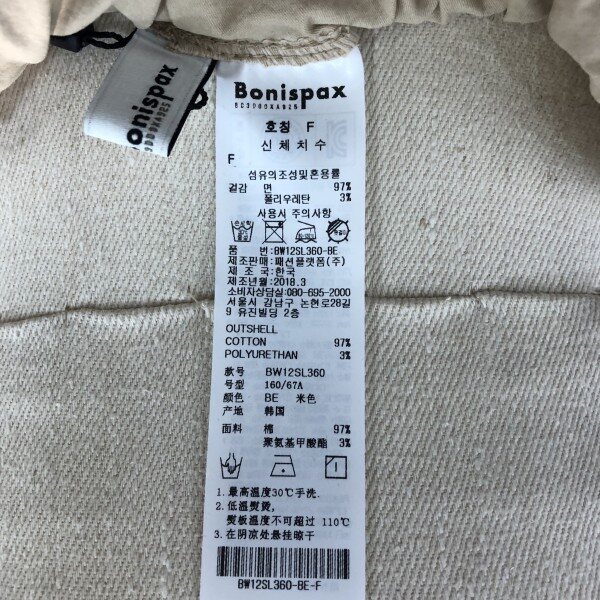 Bonispax
Bonispax
호칭 F
신체치수
F
섬유의조성및혼용률
겉감 면 97%
폴리우레탄 3%
사용시 주의사항
품 번:BW12SL360-BE
제조판매:패션플랫폼(주)
제 조 국:한국
제조년월:2018.3
소비자상담실:080-695-2000
서울시 강남구 논현로28길
9 유진빌딩 2층
OUTSHELL
COTTON 97%
POLYURETHAN 3%
款号 BW12SL360
号型 160/67A
颜色 BE 米色
产地 韩国
面料 棉 97%
聚氨基甲酸酯 3%
1.最高温度30℃手洗.
2.低溫熨烫,
熨板溫度不可超过 110℃
3.在阴凉处悬挂晾干
BW12SL360-BE-F